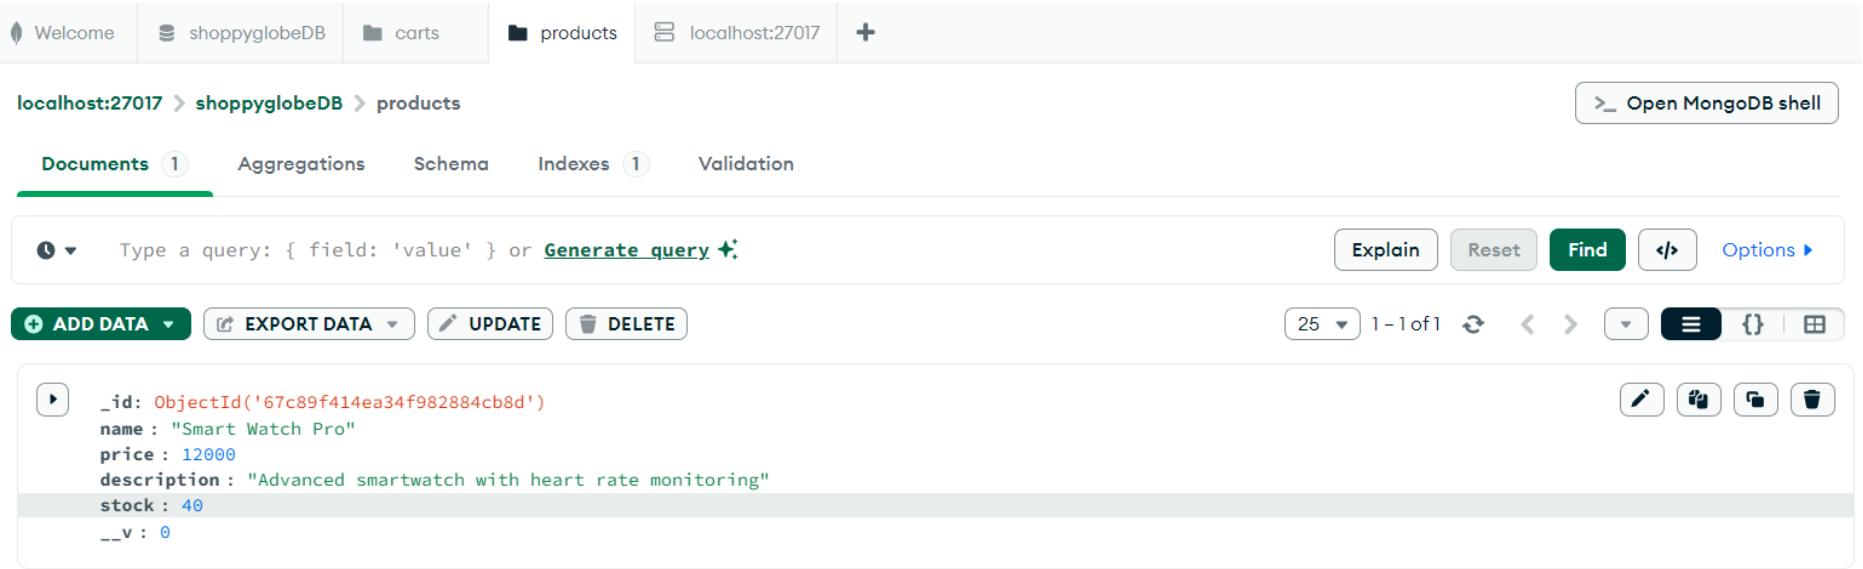 Welcome shoppyglobeDB carts products localhost:27017 +
localhost:27017 > shoppyglobeDB > products
>_ Open MongoDB shell
Documents 1 Aggregations Schema Indexes 1 Validation
Type a query: { field: 'value' } or Generate query
Explain Reset Find </> Options
ADD DATA EXPORT DATA UPDATE DELETE
25 1 – 1 of 1 < > {}
_id: ObjectId('67c89f414ea34f982884cb8d')
name : "Smart Watch Pro"
price : 12000
description : "Advanced smartwatch with heart rate monitoring"
stock : 40
__v : 0